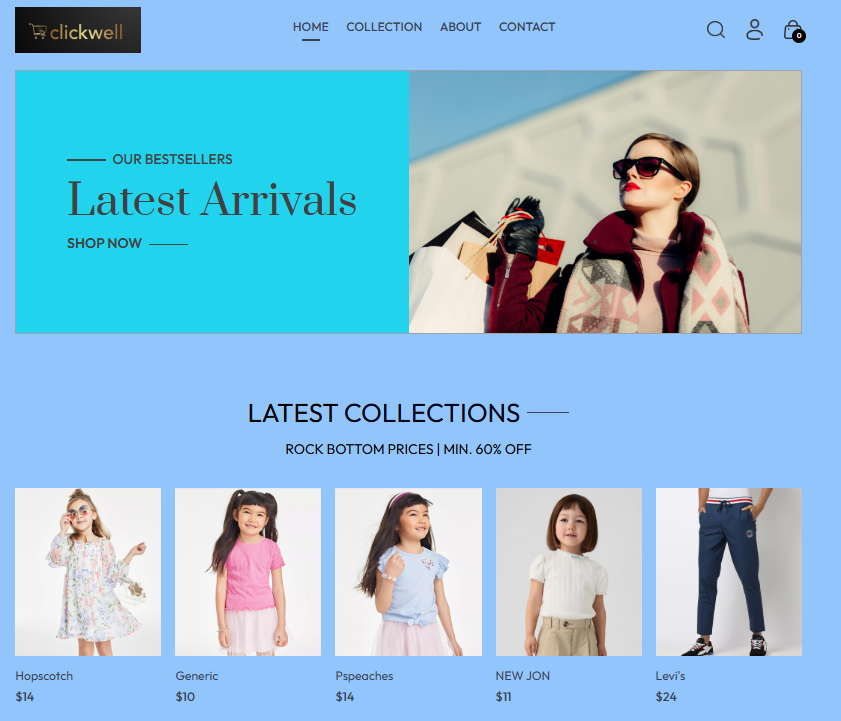 clickwell
HOME COLLECTION ABOUT CONTACT
0
OUR BESTSELLERS
Latest Arrivals
SHOP NOW
LATEST COLLECTIONS
ROCK BOTTOM PRICES | MIN. 60% OFF
Hopscotch
$14
Generic
$10
Pspeaches
$14
NEW JON
$11
Levi's
$24